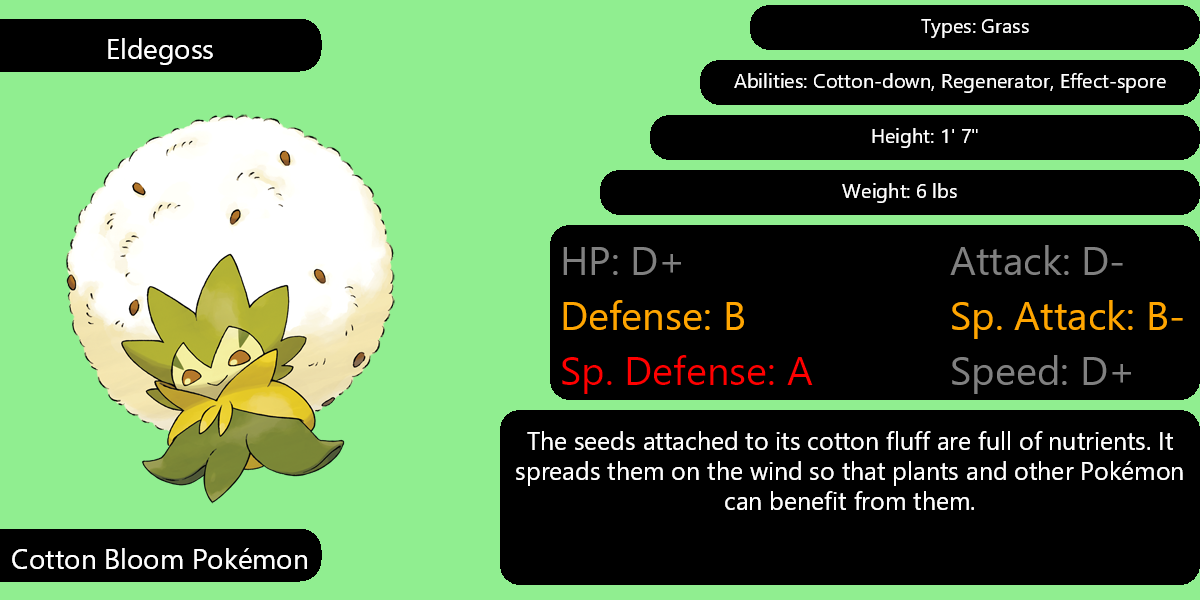 Eldegoss
Cotton Bloom Pokémon
Types: Grass
Abilities: Cotton-down, Regenerator, Effect-spore
Height: 1' 7"
Weight: 6 lbs
HP: D+
Attack: D-
Defense: B
Sp. Attack: B-
Sp. Defense: A
Speed: D+
The seeds attached to its cotton fluff are full of nutrients. It
spreads them on the wind so that plants and other Pokémon
can benefit from them.